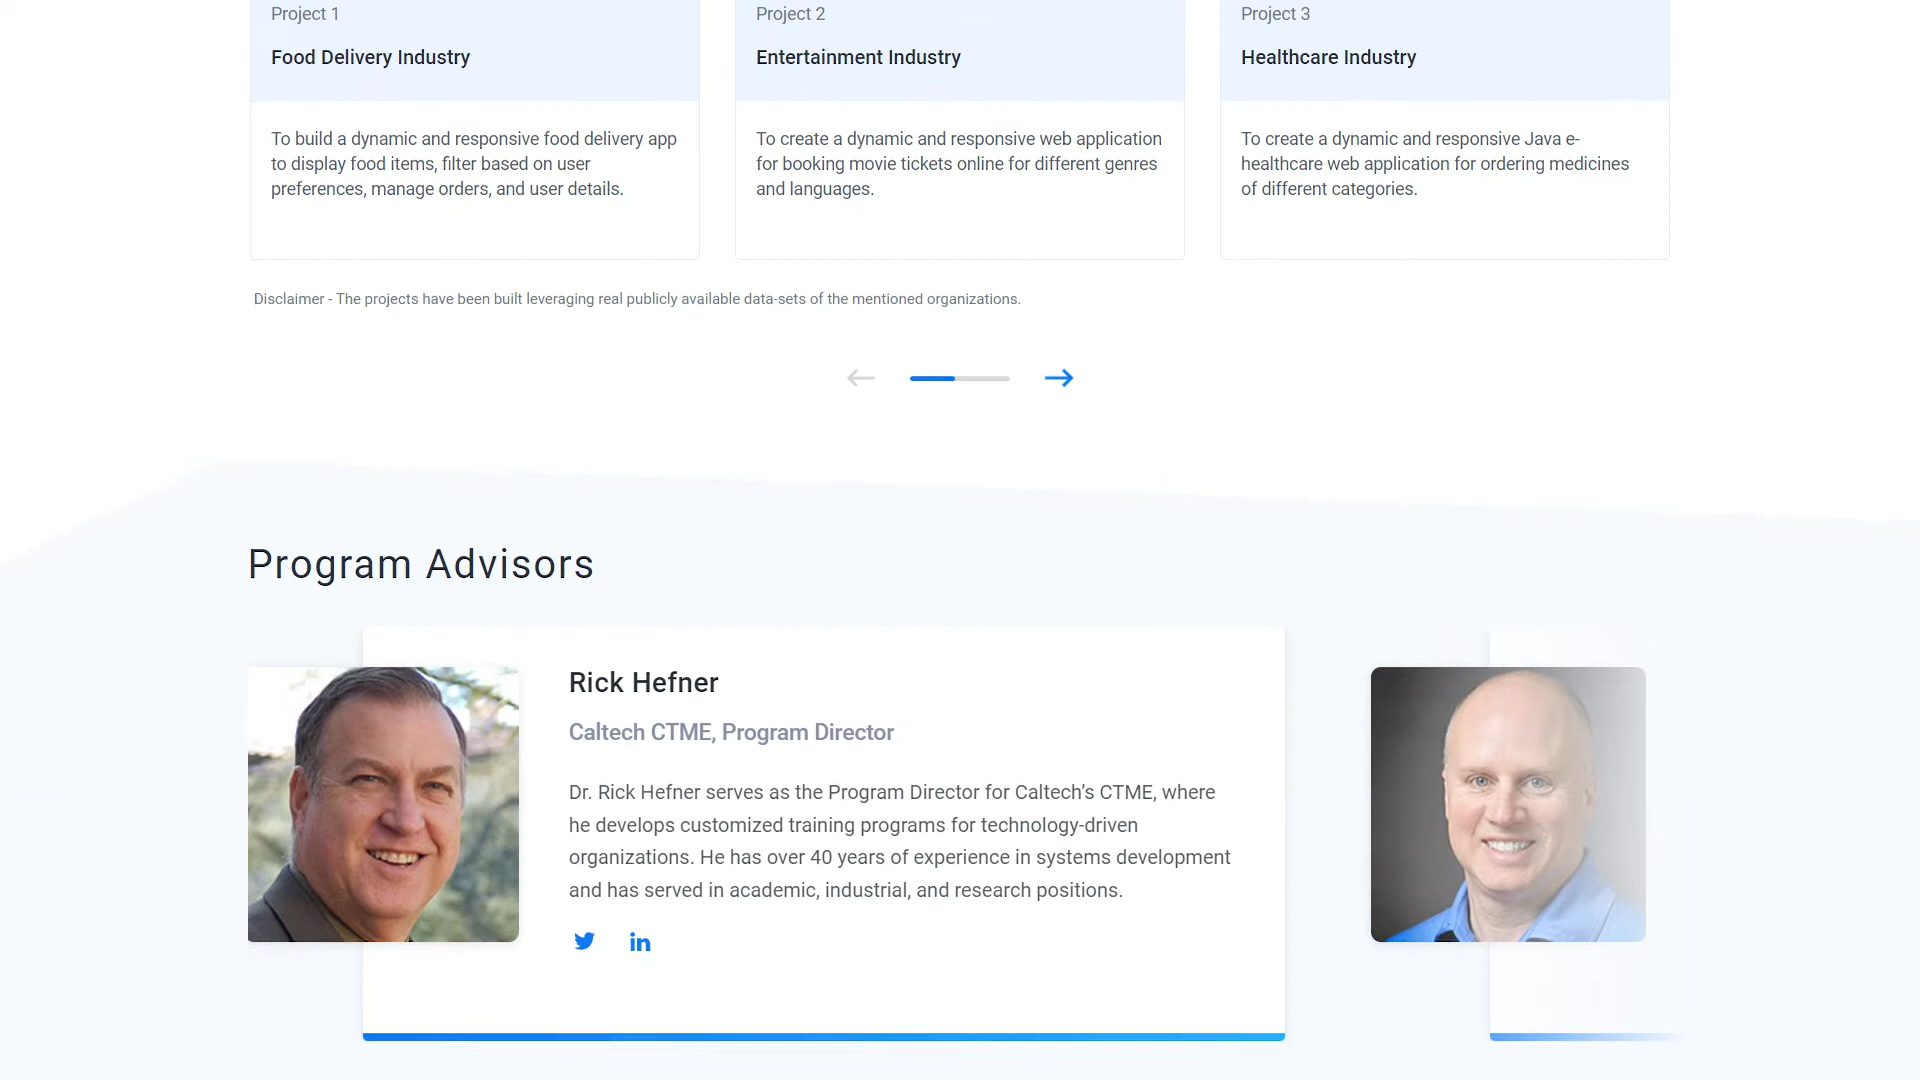 Project 1
Food Delivery Industry
To build a dynamic and responsive food delivery app
to display food items, filter based on user
preferences, manage orders, and user details.
Project 2
Entertainment Industry
To create a dynamic and responsive web application
for booking movie tickets online for different genres
and languages.
Project 3
Healthcare Industry
To create a dynamic and responsive Java e-
healthcare web application for ordering medicines
of different categories.
Disclaimer - The projects have been built leveraging real publicly available data-sets of the mentioned organizations.
Program Advisors
Rick Hefner
Caltech CTME, Program Director
Dr. Rick Hefner serves as the Program Director for Caltech’s CTME, where
he develops customized training programs for technology-driven
organizations. He has over 40 years of experience in systems development
and has served in academic, industrial, and research positions.